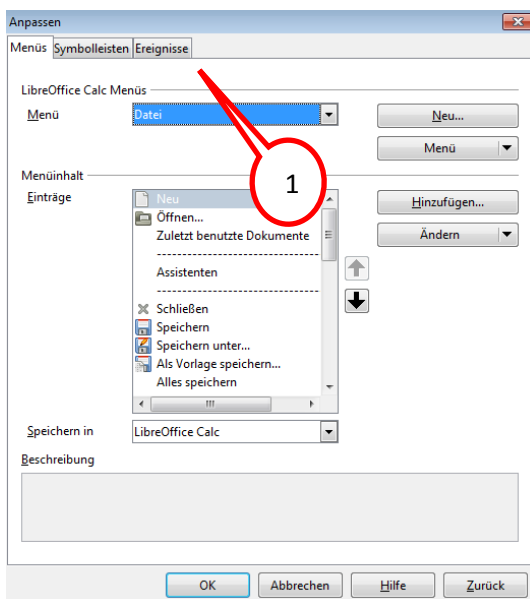 Anpassen
Menüs Symbolleisten Ereignisse
LibreOffice Calc Menüs
Menü Datei Neu...
Menü
Menüinhalt
Einträge Neu Hinzufügen...
Öffnen...
Zuletzt benutzte Dokumente Ändern
Assistenten
Schließen
Speichern
Speichern unter...
Als Vorlage speichern...
Alles speichern
1
Speichern in LibreOffice Calc
Beschreibung
OK Abbrechen Hilfe Zurück